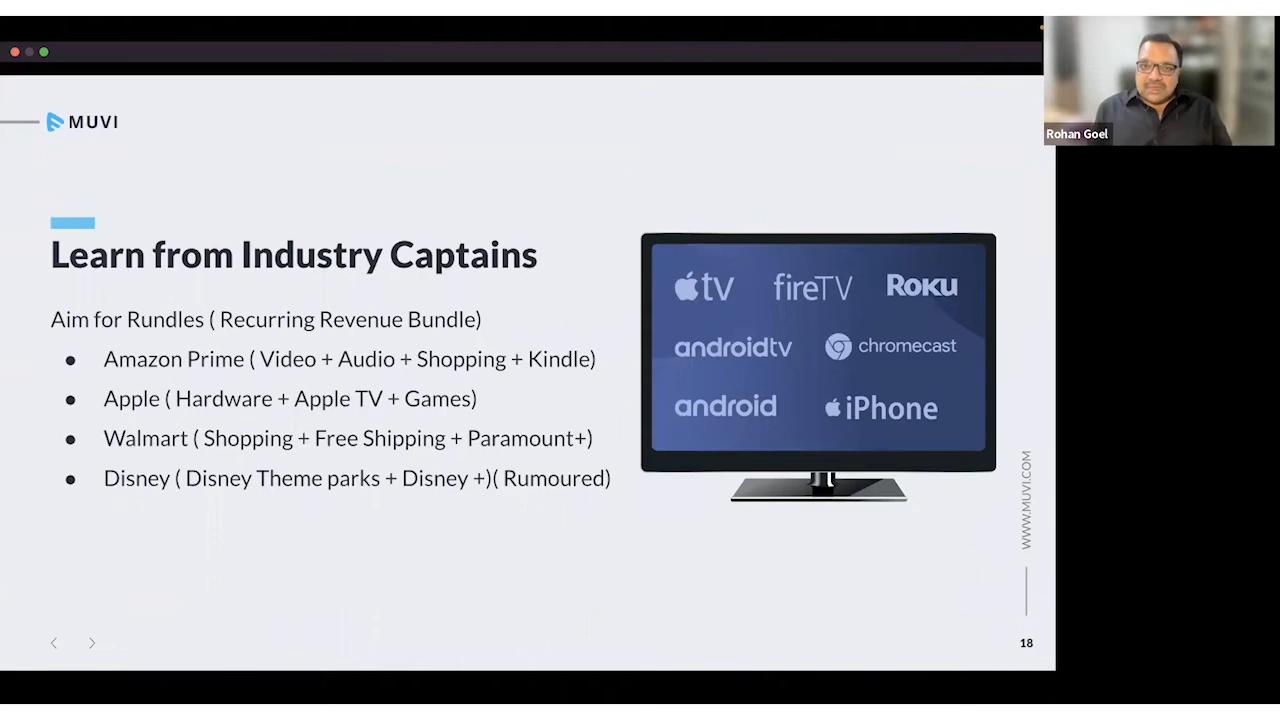 MUVI
Rohan Goel
Learn from Industry Captains
Aim for Rundles ( Recurring Revenue Bundle)
● Amazon Prime ( Video + Audio + Shopping + Kindle)
● Apple ( Hardware + Apple TV + Games)
● Walmart ( Shopping + Free Shipping + Paramount+)
● Disney ( Disney Theme parks + Disney +)( Rumoured)
tv fireTV Roku
androidtv chromecast
android iPhone
WWW.MUVI.COM
18